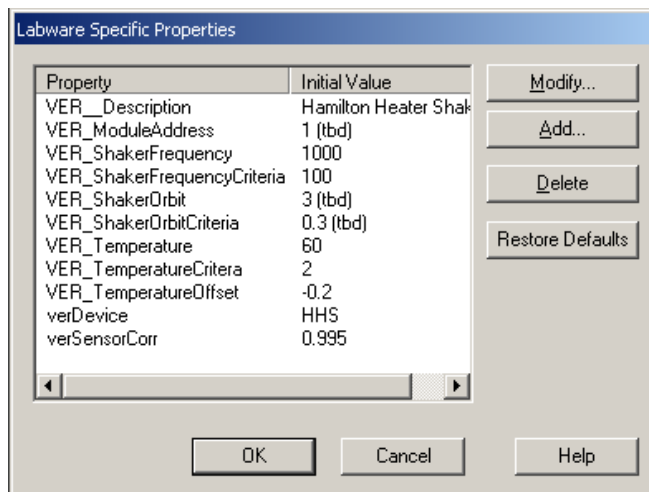 Labware Specific Properties
Property Initial Value
VER__Description Hamilton Heater Shak
VER_ModuleAddress 1 (tbd)
VER_ShakerFrequency 1000
VER_ShakerFrequencyCriteria 100
VER_ShakerOrbit 3 (tbd)
VER_ShakerOrbitCriteria 0.3 (tbd)
VER_Temperature 60
VER_TemperatureCritera 2
VER_TemperatureOffset -0.2
verDevice HHS
verSensorCorr 0.995
Modify...
Add...
Delete
Restore Defaults
OK Cancel Help